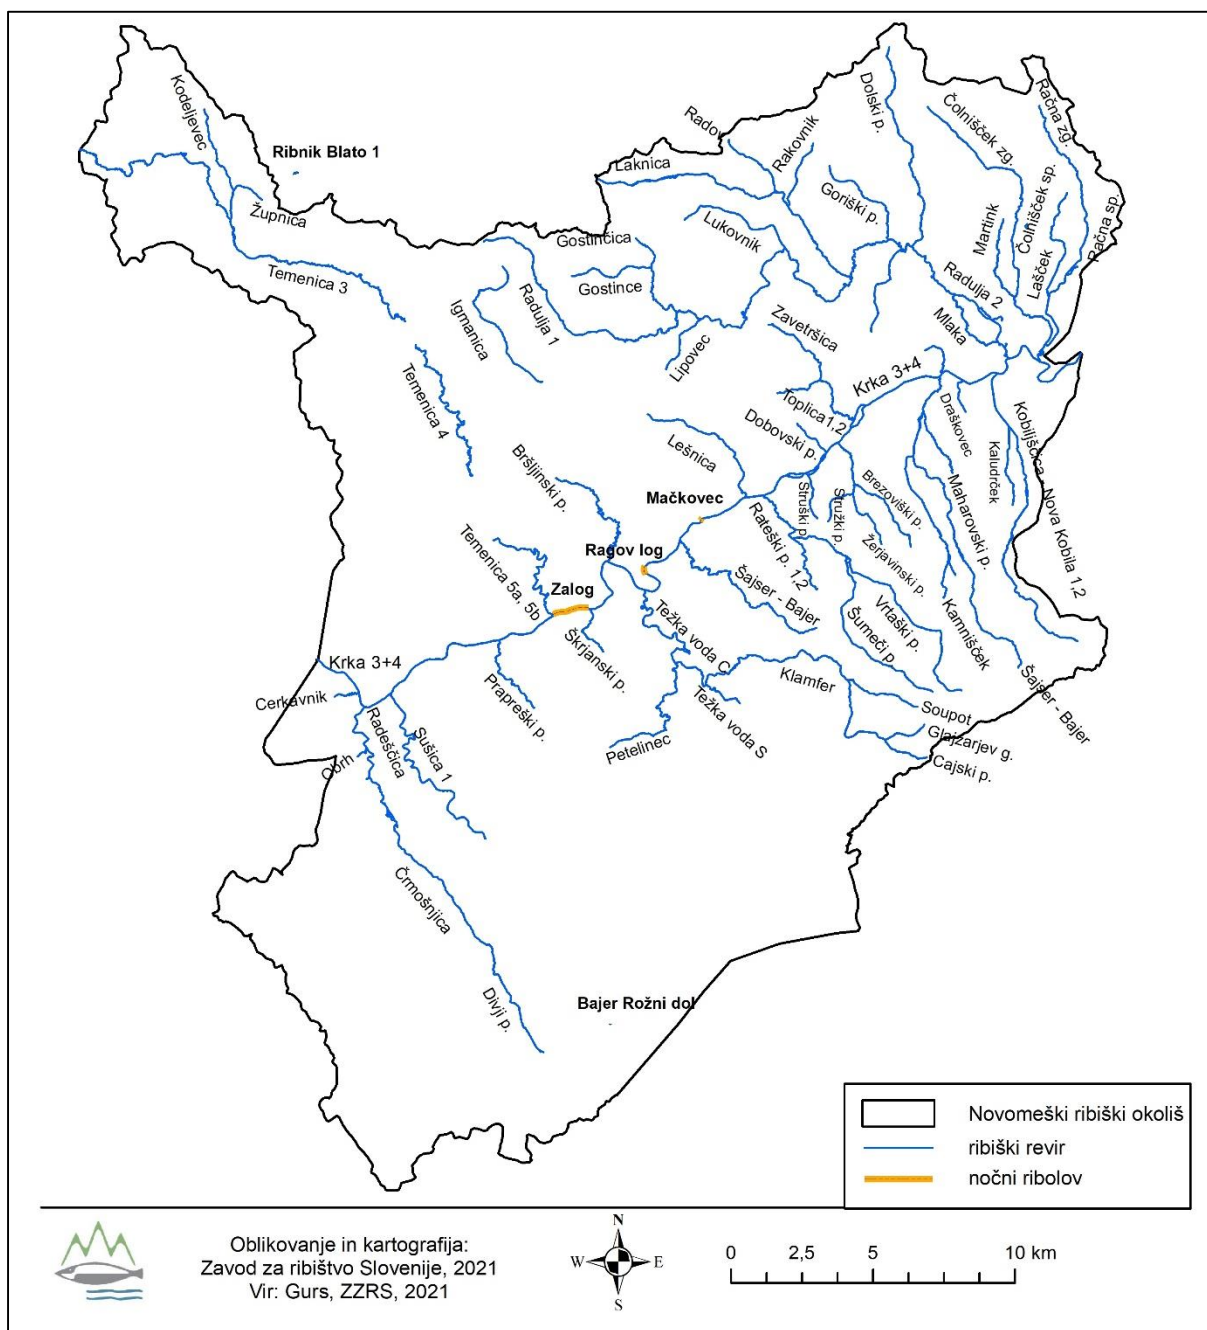 Kodeljevec
Ribnik Blato 1
Župnica
Temenica 3
Temenica 4
Igmanica
Radulja 1
Gostinčica
Gostince
Lipovec
Laknica
Lukovnik
Rakovnik
Goriški p.
Dolski p.
Čolnišček zg.
Račna zg.
Martink
Čolnišček sp.
Lašček
Račna sp.
Radulja 2
Mlaka
Zavetršica
Krka 3+4
Toplica1,2
Dobovski p.
Lešnica
Bršljinski p.
Mačkovec
Ragov log
Zalog
Temenica 5a, 5b
Škrjanski p.
Prapreški p.
Krka 3+4
Cerkavnik
Radeščica
Obrh
Sušica 1
Črmošnjica
Divji p.
Bajer Rožni dol
Petelinec
Težka voda C
Težka voda S
Klamfer
Soupot
Glajzarjev g.
Cajski p.
Šajser - Bajer
Rateški p. 1,2
Struški p.
Stružki p.
Brezoviški p.
Žerjavinski p.
Vrtaški p.
Šumeči p.
Kamnišček
Maharovski p.
Draškovec
Kaludrček
Kobiljščica
Nova Kobila 1,2
Šajser - Bajer
Novomeški ribiški okoliš
ribiški revir
nočni ribolov
Oblikovanje in kartografija:
Zavod za ribištvo Slovenije, 2021
Vir: Gurs, ZZRS, 2021
N
W E
S
0 2,5 5 10 km